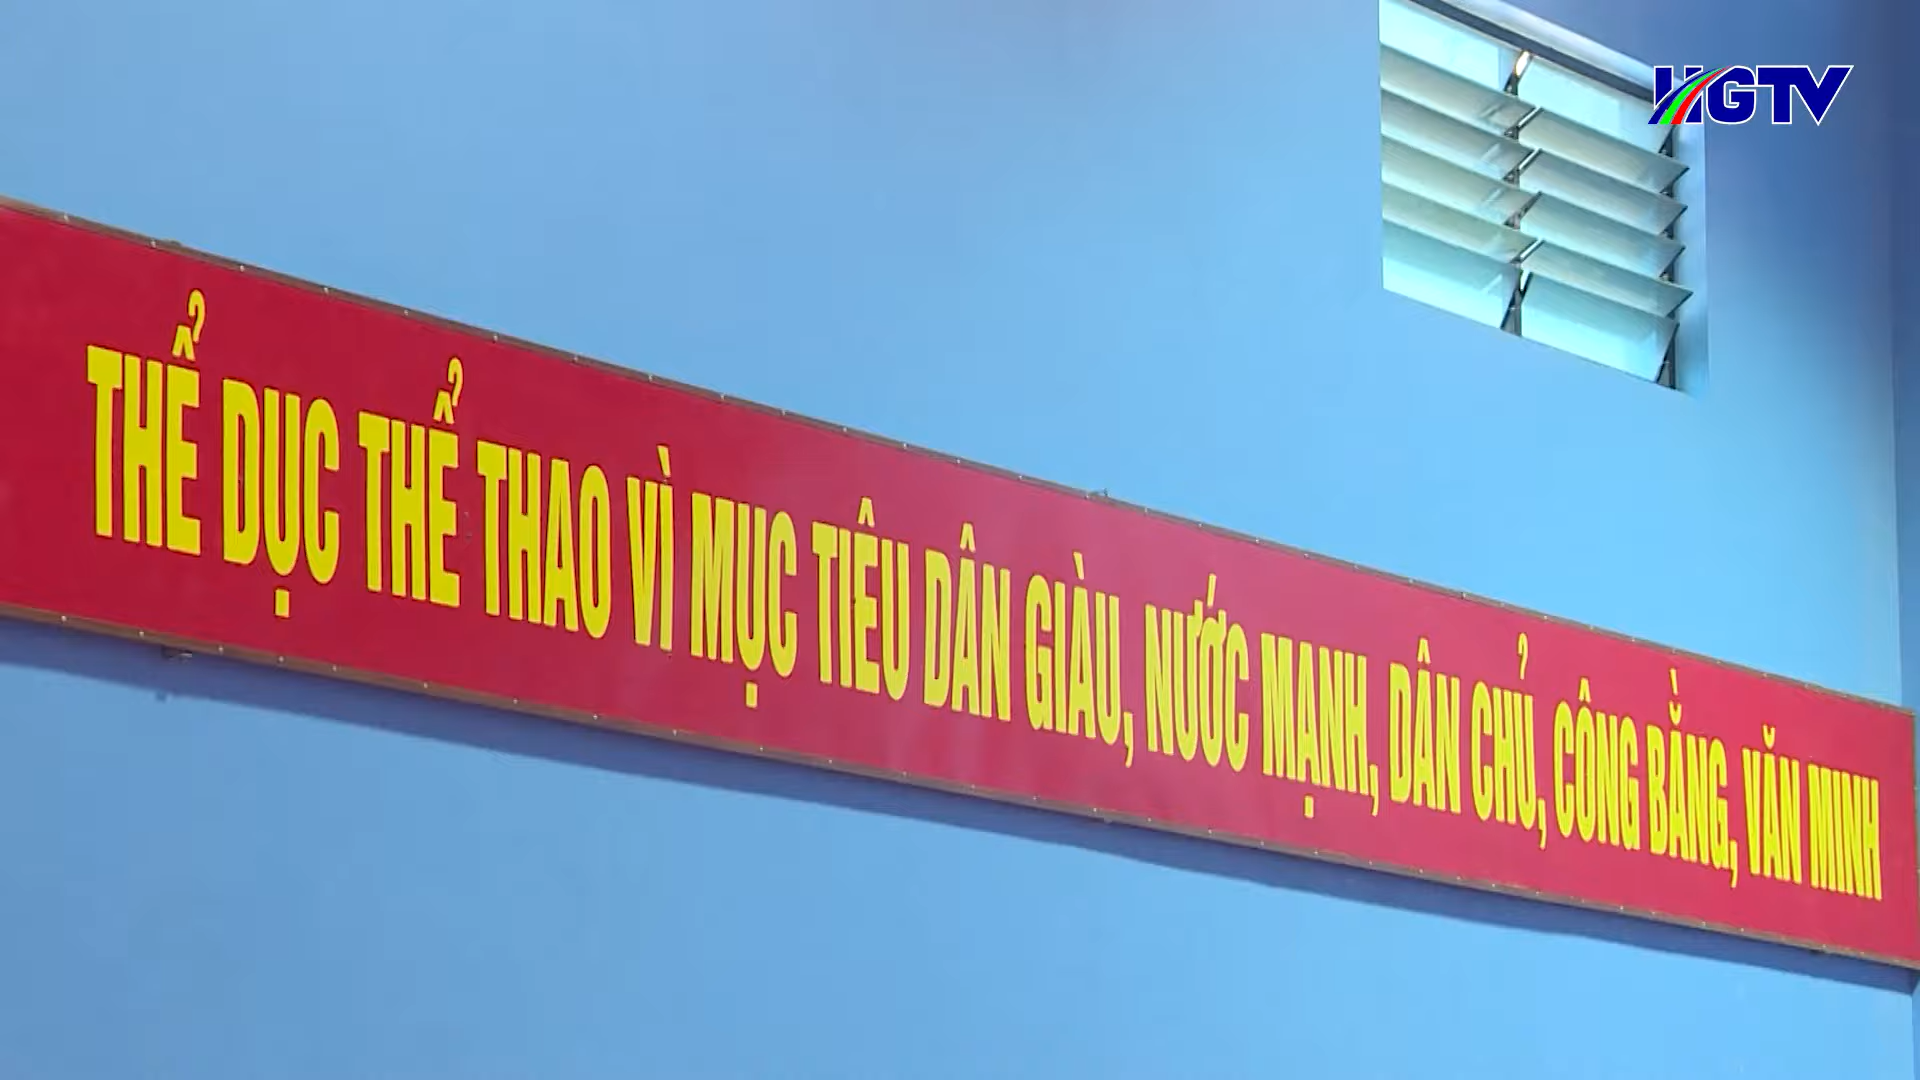 HGTV
THỂ DỤC THỂ THAO VÌ MỤC TIÊU DÂN GIÀU, NƯỚC MẠNH, DÂN CHỦ, CÔNG BẰNG, VĂN MINH